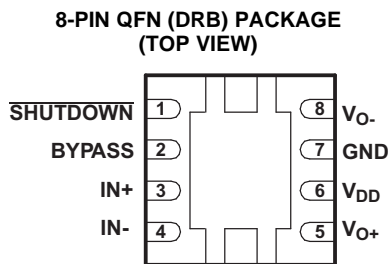 8-PIN QFN (DRB) PACKAGE
(TOP VIEW)
SHUTDOWN 1 8 VO-
BYPASS 2 7 GND
IN+ 3 6 VDD
IN- 4 5 VO+